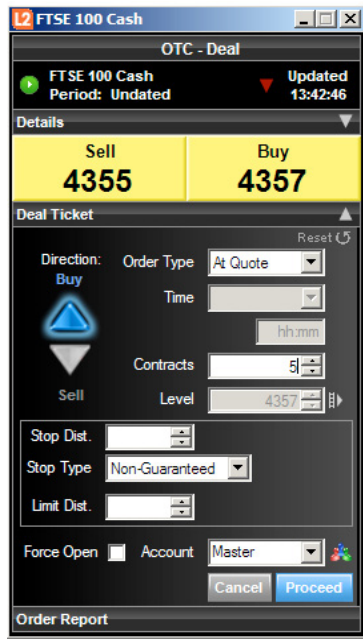 L2 FTSE 100 Cash
OTC - Deal
FTSE 100 Cash
Period: Undated
Updated
13:42:46
Details
Sell
4355
Buy
4357
Deal Ticket
Reset
Direction:
Buy
Sell
Order Type At Quote
Time
hh:mm
Contracts 5
Level 4357
Stop Dist.
Stop Type Non-Guaranteed
Limit Dist.
Force Open Account Master
Cancel Proceed
Order Report